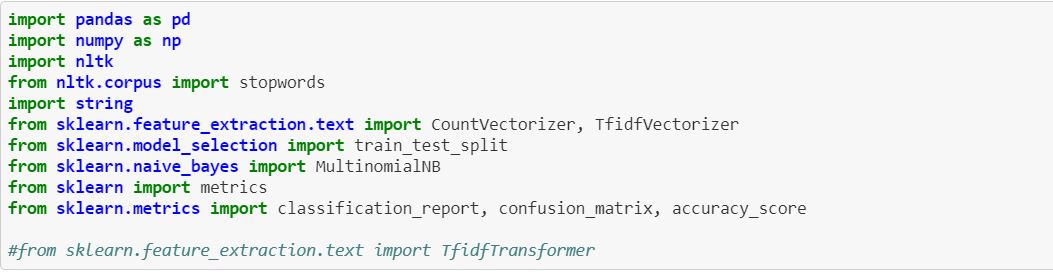 import pandas as pd
import numpy as np
import nltk
from nltk.corpus import stopwords
import string
from sklearn.feature_extraction.text import CountVectorizer, TfidfVectorizer
from sklearn.model_selection import train_test_split
from sklearn.naive_bayes import MultinomialNB
from sklearn import metrics
from sklearn.metrics import classification_report, confusion_matrix, accuracy_score
#from sklearn.feature_extraction.text import TfidfTransformer